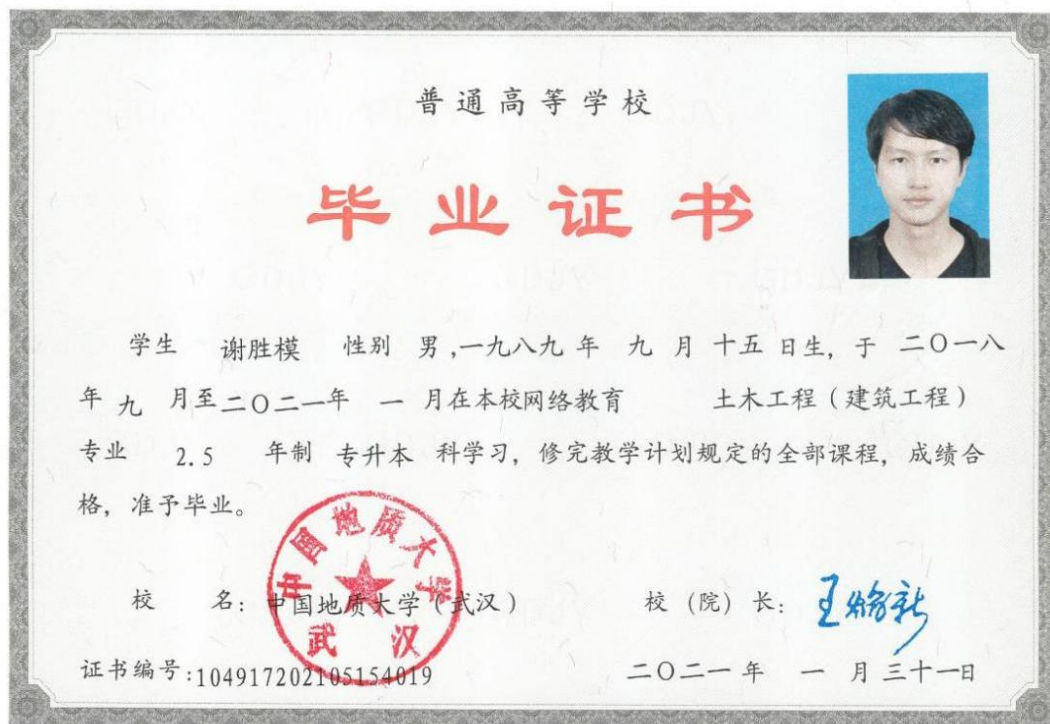 普通高等学校
毕业证书
学生 谢胜模 性别 男,一九八九 年 九 月 十五 日生, 于 二〇一八
年 九 月至二〇二一年 一 月在本校网络教育 土木工程（建筑工程）
专业 2.5 年制 专升本 科学习, 修完教学计划规定的全部课程, 成绩合
格, 准予毕业。
中国地质大学
武汉
校 名: 中国地质大学（武汉） 校（院）长: 王焰新
证书编号:104917202105154019 二〇二一 年 一 月 三十一日